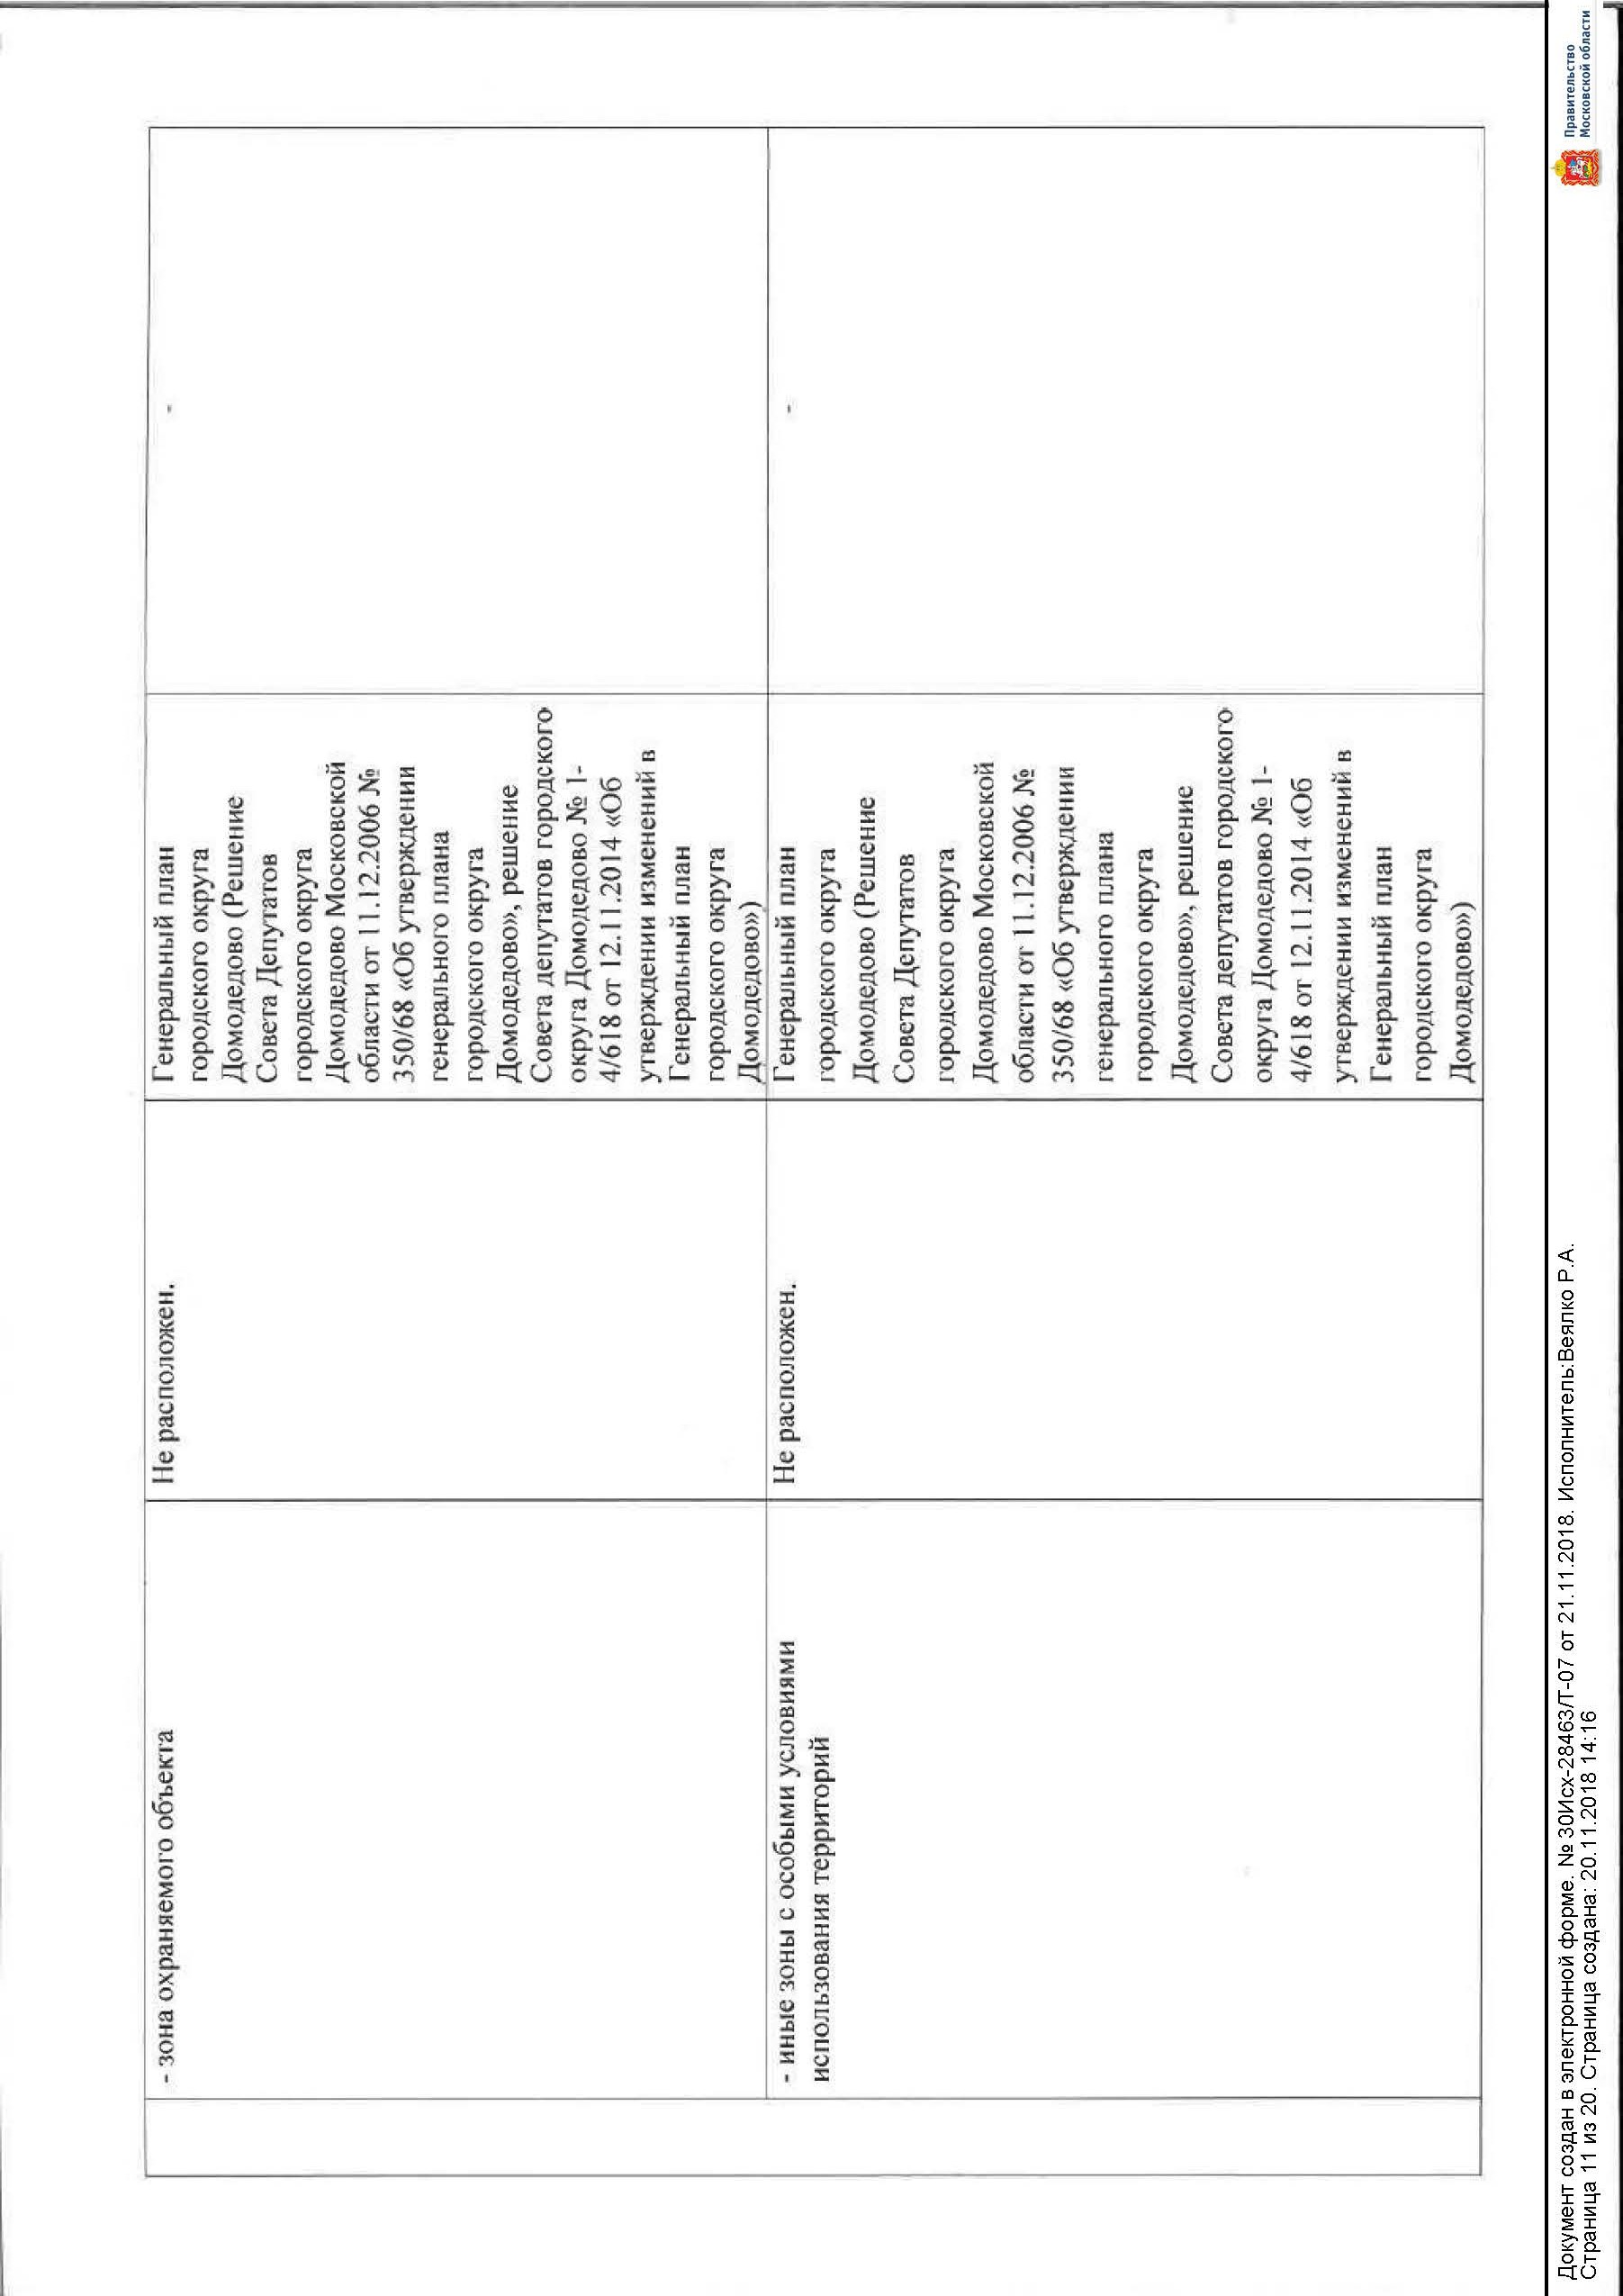 - зона охраняемого объекта
Не расположен.
Генеральный план
городского округа
Домодедово (Решение
Совета Депутатов
городского округа
Домодедово Московской
области от 11.12.2006 №
350/68 «Об утверждении
генерального плана
городского округа
Домодедово», решение
Совета депутатов городского
округа Домодедово № 1-
4/618 от 12.11.2014 «Об
утверждении изменений в
Генеральный план
городского округа
Домодедово»)
-
- иные зоны с особыми условиями
использования территорий
Не расположен.
Генеральный план
городского округа
Домодедово (Решение
Совета Депутатов
городского округа
Домодедово Московской
области от 11.12.2006 №
350/68 «Об утверждении
генерального плана
городского округа
Домодедово», решение
Совета депутатов городского
округа Домодедово № 1-
4/618 от 12.11.2014 «Об
утверждении изменений в
Генеральный план
городского округа
Домодедово»)
-
Документ создан в электронной форме. № 30Исх-28463/Т-07 от 21.11.2018. Исполнитель:Веялко Р.А.
Страница 11 из 20. Страница создана: 20.11.2018 14:16
Правительство
Московской области